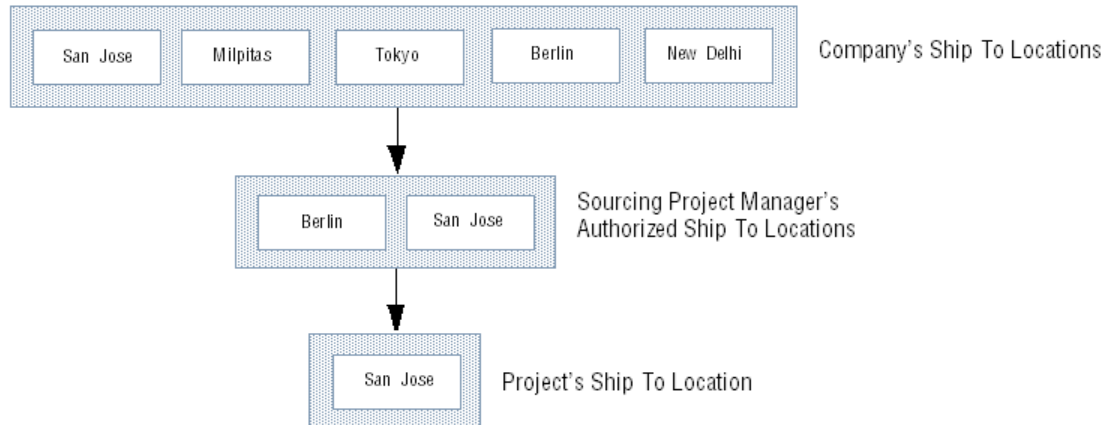 San Jose
Milpitas
Tokyo
Berlin
New Delhi
Company's Ship To Locations
Berlin
San Jose
Sourcing Project Manager's
Authorized Ship To Locations
San Jose
Project's Ship To Location